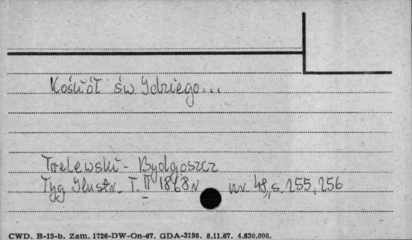 Kościół św Idziego...
Trelewski - Bydgoszcz
Tyg Ilustr. T. II 1868 r nr. 48, s. 255, 256
CWD. B-15-b. Zam. 1726-DW-On-67. GDA-3198. 8.11.67. 4.630.000.